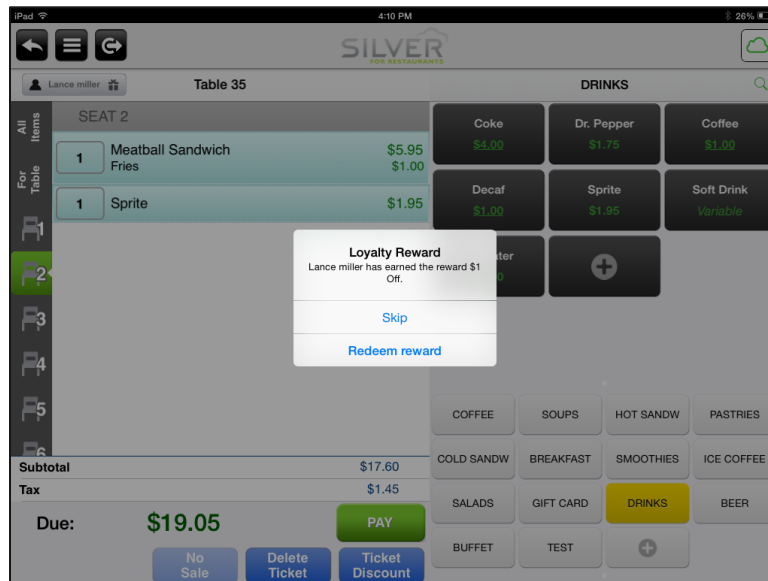 iPad 4:10 PM 26%
SILVER
FOR RESTAURANTS
Lance miller Table 35 DRINKS
All Items
For Table
1
2
3
4
5
6
SEAT 2
1 Meatball Sandwich $5.95
Fries $1.00
1 Sprite $1.95
Coke Dr. Pepper Coffee
$4.00 $1.75 $1.00
Decaf Sprite Soft Drink
$1.00 $1.95 Variable
Loyalty Reward
Lance miller has earned the reward $1
Off.
Skip
Redeem reward
COFFEE SOUPS HOT SANDW PASTRIES
COLD SANDW BREAKFAST SMOOTHIES ICE COFFEE
SALADS GIFT CARD DRINKS BEER
BUFFET TEST
Subtotal $17.60
Tax $1.45
Due: $19.05 PAY
No Sale
Delete Ticket
Ticket Discount